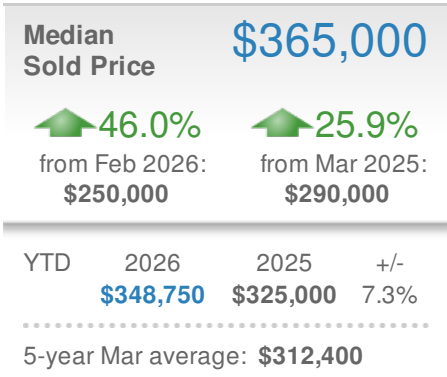 Median
Sold Price
$365,000
46.0%
from Feb 2026:
$250,000
25.9%
from Mar 2025:
$290,000
YTD 2026 2025 +/-
$348,750 $325,000 7.3%
5-year Mar average: $312,400